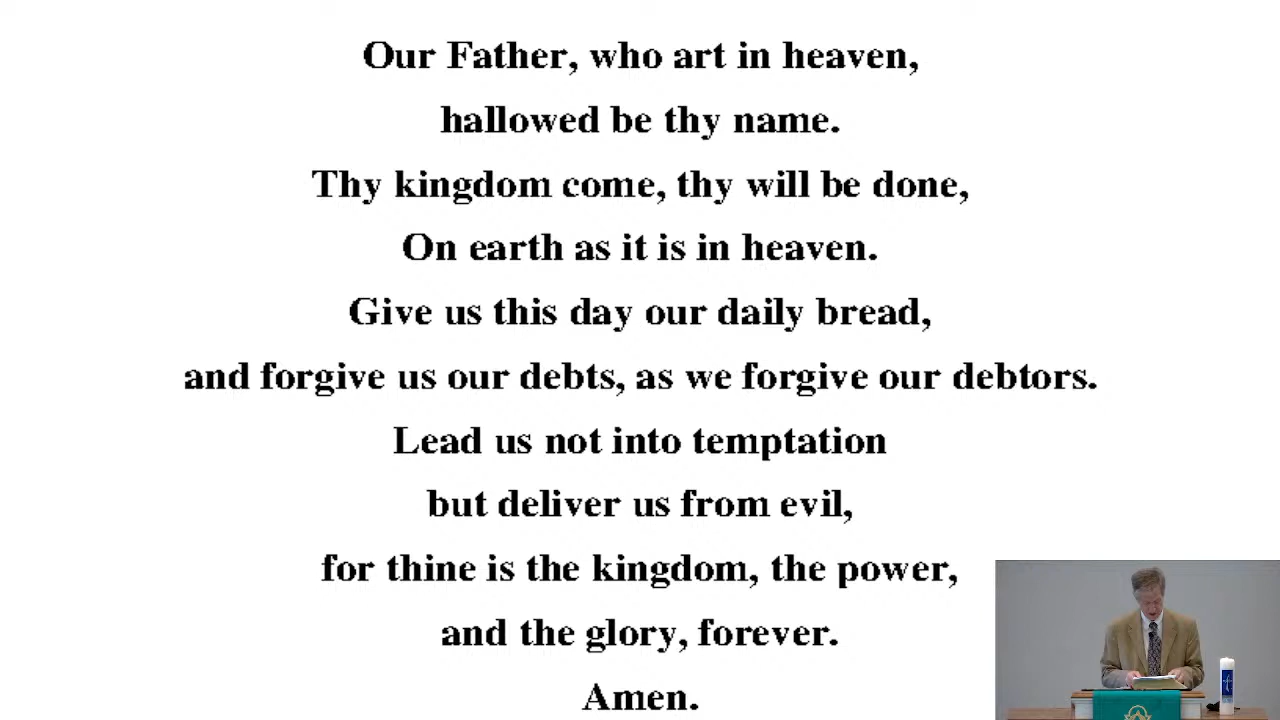 Our Father, who art in heaven,
hallowed be thy name.
Thy kingdom come, thy will be done,
On earth as it is in heaven.
Give us this day our daily bread,
and forgive us our debts, as we forgive our debtors.
Lead us not into temptation
but deliver us from evil,
for thine is the kingdom, the power,
and the glory, forever.
Amen.